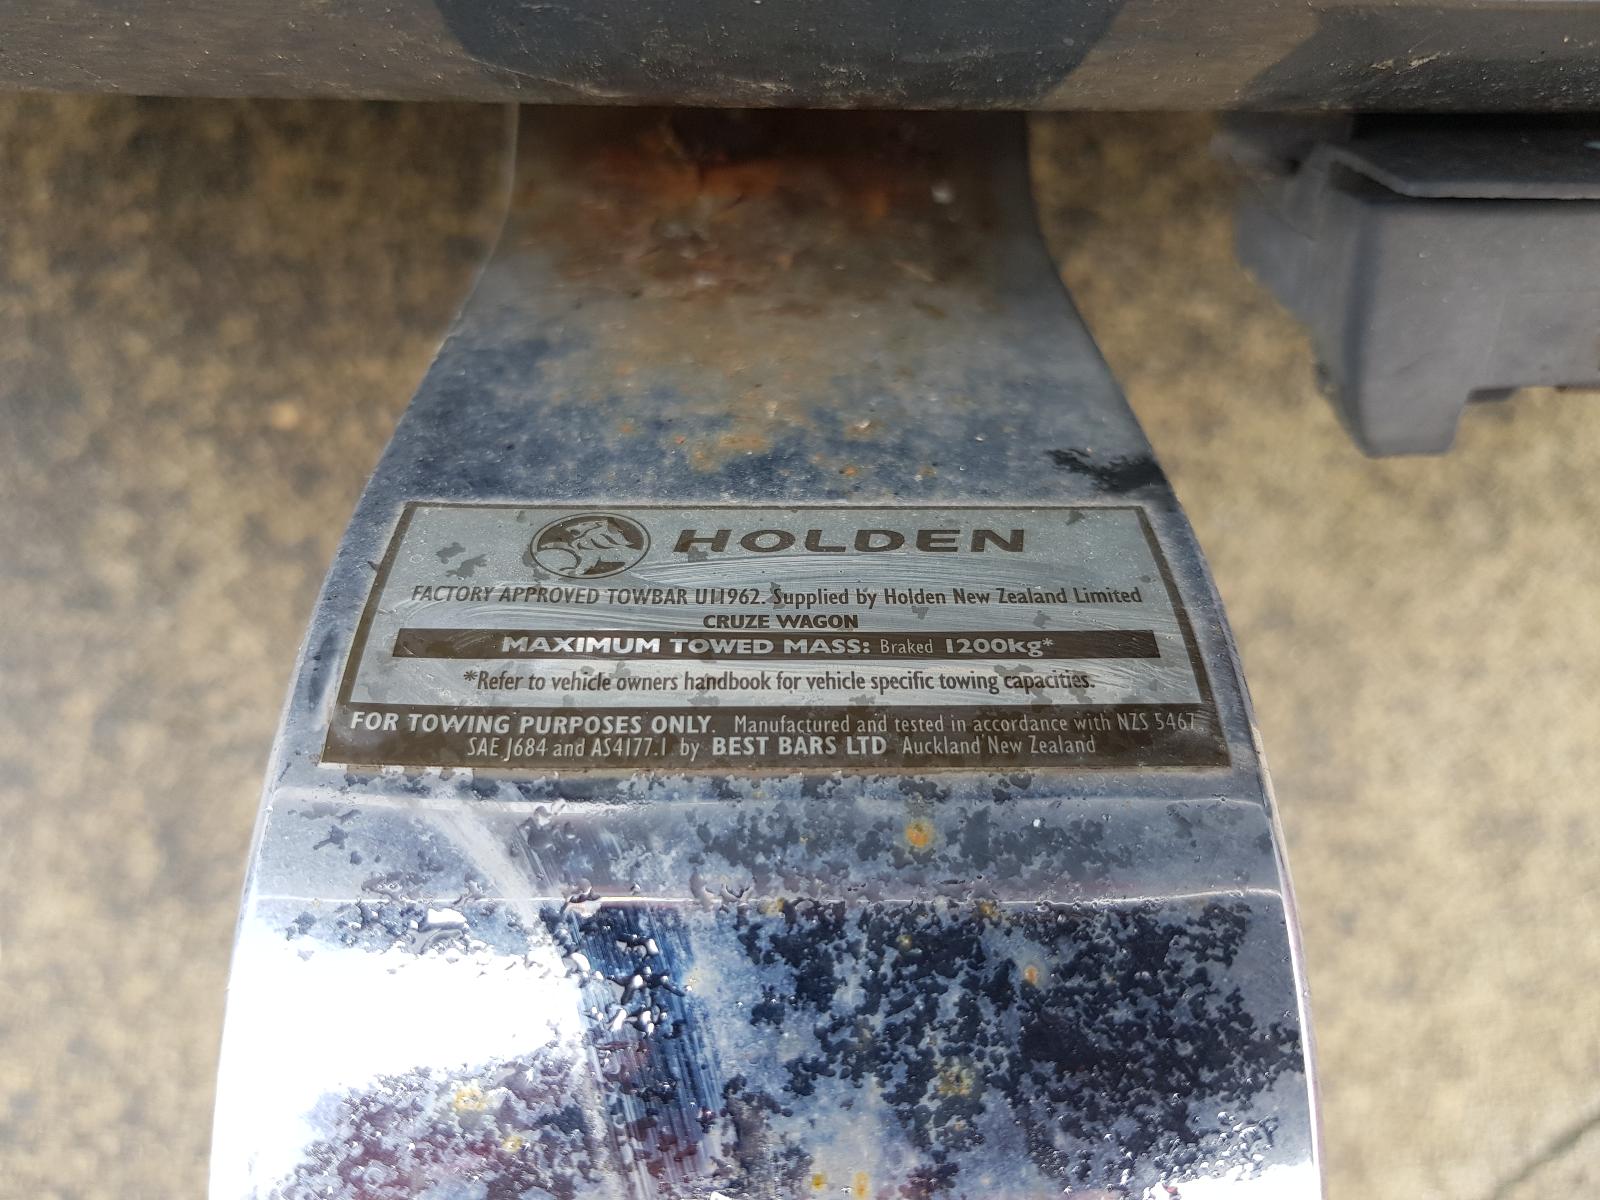 HOLDEN
FACTORY APPROVED TOWBAR U11962. Supplied by Holden New Zealand Limited
CRUZE WAGON
MAXIMUM TOWED MASS: Braked 1200kg*
*Refer to vehicle owners handbook for vehicle specific towing capacities.
FOR TOWING PURPOSES ONLY. Manufactured and tested in accordance with NZS 5467
SAE J684 and AS4177.1 by BEST BARS LTD Auckland New Zealand